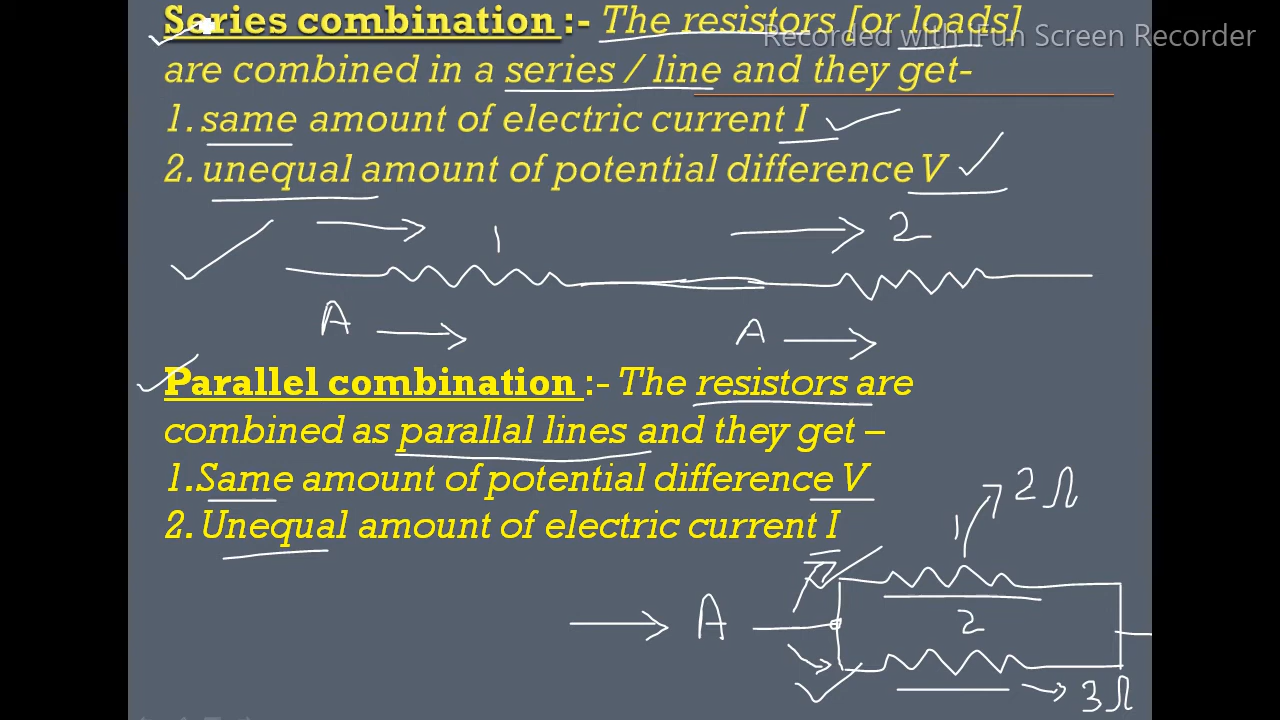 Series combination :- The resistors [or loads]
Recorded with iFun Screen Recorder
are combined in a series / line and they get-
1. same amount of electric current I
2. unequal amount of potential difference V
1
2
A
A
Parallel combination :- The resistors are
combined as parallal lines and they get –
1.Same amount of potential difference V
2. Unequal amount of electric current I
1
2 Ω
A
2
3 Ω